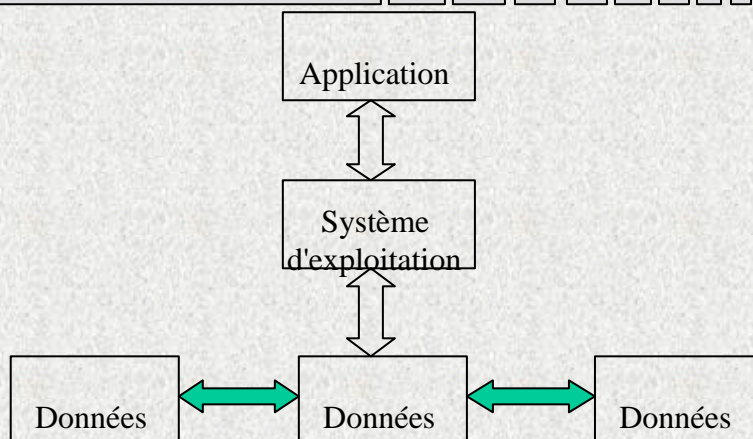 Application
Système
d'exploitation
Données
Données
Données